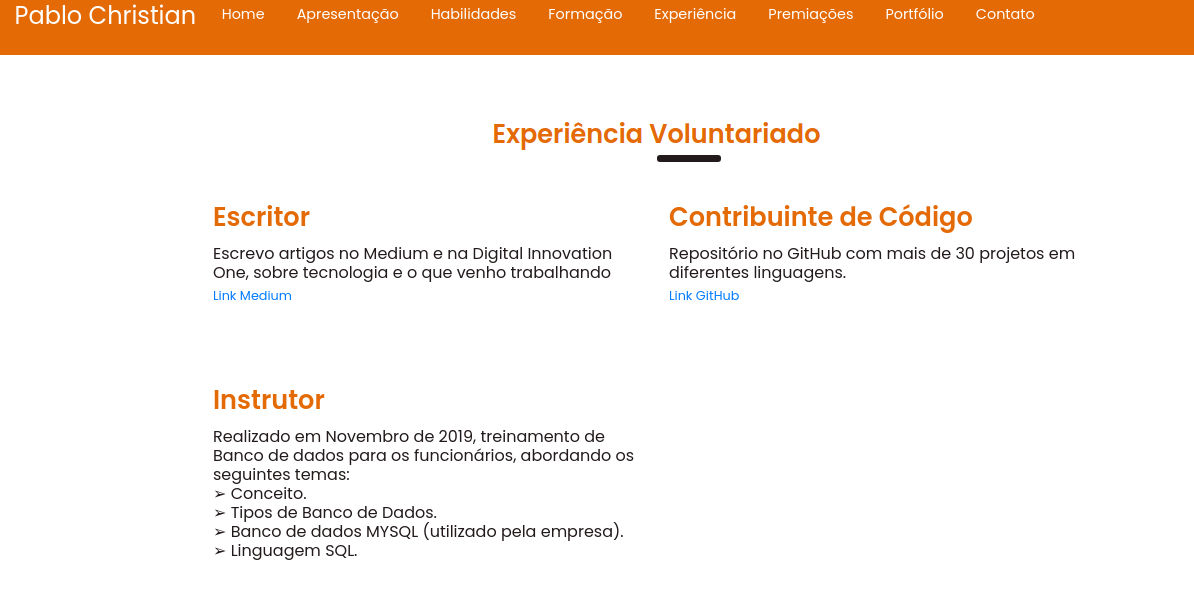 Pablo Christian Home Apresentação Habilidades Formação Experiência Premiações Portfólio Contato
Experiência Voluntariado
Escritor
Escrevo artigos no Medium e na Digital Innovation
One, sobre tecnologia e o que venho trabalhando
Link Medium
Contribuinte de Código
Repositório no GitHub com mais de 30 projetos em
diferentes linguagens.
Link GitHub
Instrutor
Realizado em Novembro de 2019, treinamento de
Banco de dados para os funcionários, abordando os
seguintes temas:
➢ Conceito.
➢ Tipos de Banco de Dados.
➢ Banco de dados MYSQL (utilizado pela empresa).
➢ Linguagem SQL.